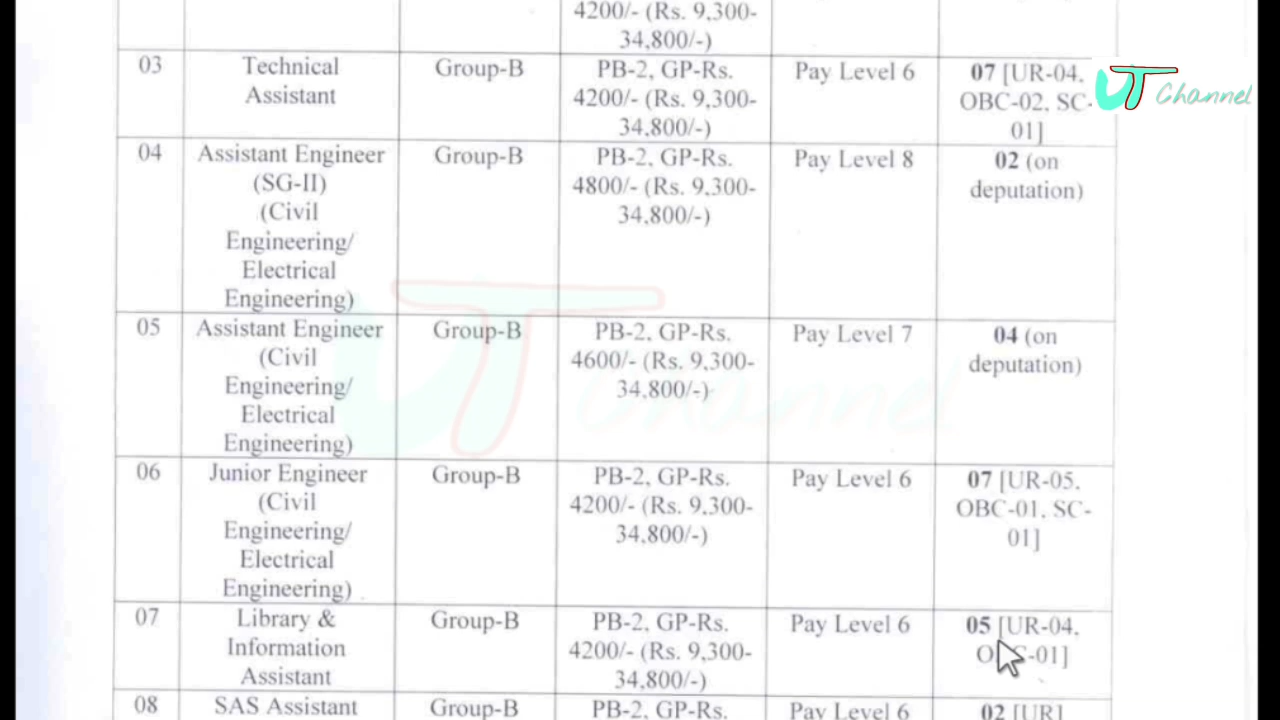 4200/- (Rs. 9,300-
34,800/-)
03 Technical Group-B PB-2, GP-Rs. Pay Level 6 07 [UR-04,
Assistant 4200/- (Rs. 9,300- OBC-02, SC-
34,800/-) 01]
UT Channel
04 Assistant Engineer Group-B PB-2, GP-Rs. Pay Level 8 02 (on
(SG-II) 4800/- (Rs. 9,300- deputation)
(Civil 34,800/-)
Engineering/
Electrical
Engineering)
05 Assistant Engineer Group-B PB-2, GP-Rs. Pay Level 7 04 (on
(Civil 4600/- (Rs. 9,300- deputation)
Engineering/ 34,800/-)
Electrical
Engineering)
UT Channel
06 Junior Engineer Group-B PB-2, GP-Rs. Pay Level 6 07 [UR-05,
(Civil 4200/- (Rs. 9,300- OBC-01, SC-
Engineering/ 34,800/-) 01]
Electrical
Engineering)
07 Library & Group-B PB-2, GP-Rs. Pay Level 6 05 [UR-04,
Information 4200/- (Rs. 9,300-
Assistant 34,800/-)
08 SAS Assistant Group-B PB-2, GP-Rs. Pay Level 6 02 [UR]